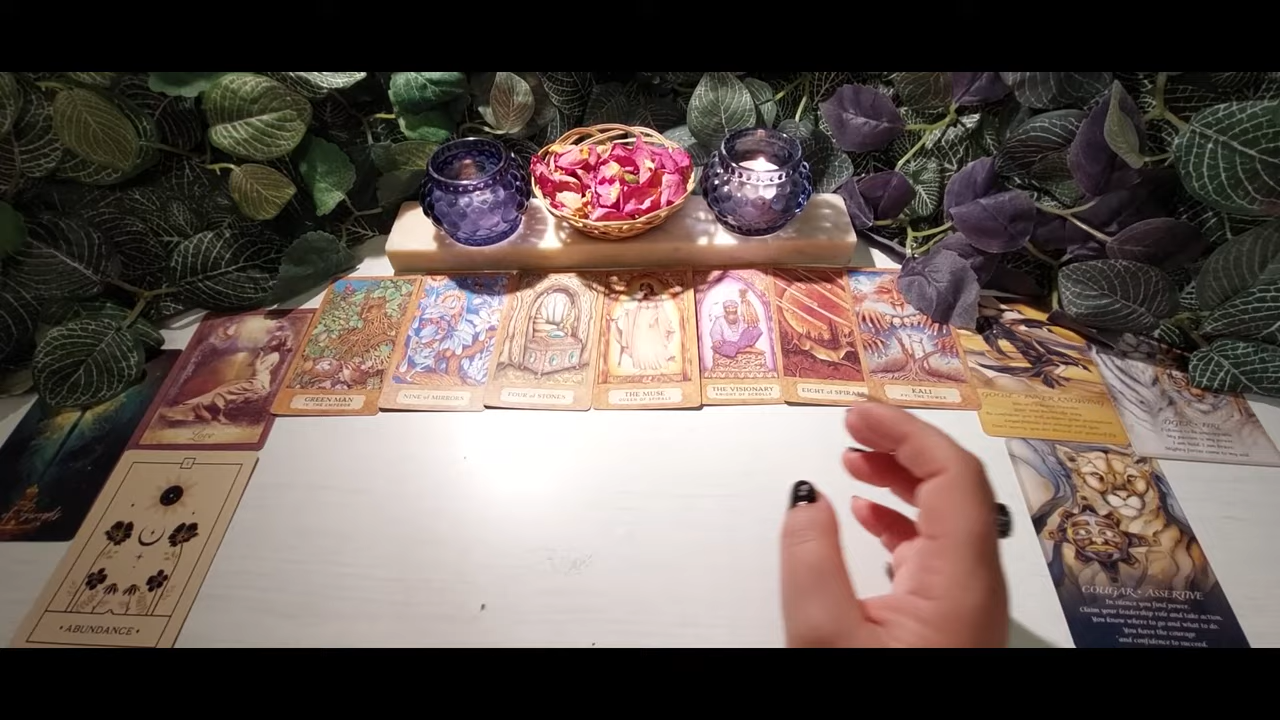 Love
GREEN MAN
IV. THE EMPEROR
NINE of MIRRORS
FOUR of STONES
THE MUSE
QUEEN of SPIRALS
THE VISIONARY
KNIGHT of SCROLLS
EIGHT of SPIRALS
KALI
XVI. THE TOWER
GOOSE • INNER KNOWING
1
• ABUNDANCE •
COUGAR • ASSERTIVE
In silence you find power.
Claim your leadership role and take action.
You know where to go and what to do.
You have the courage
and confidence to succeed.